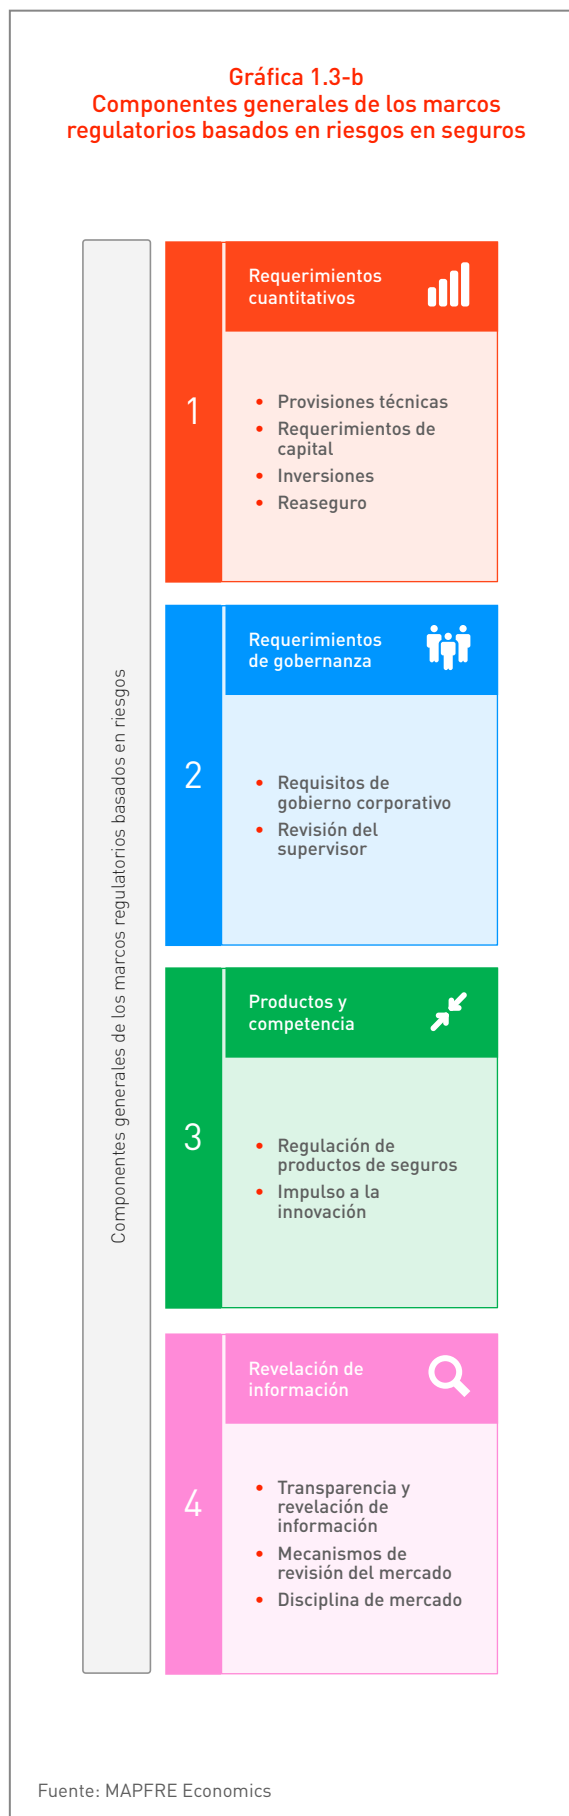 Gráfica 1.3-b
Componentes generales de los marcos
regulatorios basados en riesgos en seguros
Componentes generales de los marcos regulatorios basados en riesgos
1
Requerimientos
cuantitativos
• Provisiones técnicas
• Requerimientos de
capital
• Inversiones
• Reaseguro
2
Requerimientos
de gobernanza
• Requisitos de
gobierno corporativo
• Revisión del
supervisor
3
Productos y
competencia
• Regulación de
productos de seguros
• Impulso a la
innovación
4
Revelación de
información
• Transparencia y
revelación de
información
• Mecanismos de
revisión del mercado
• Disciplina de mercado
Fuente: MAPFRE Economics